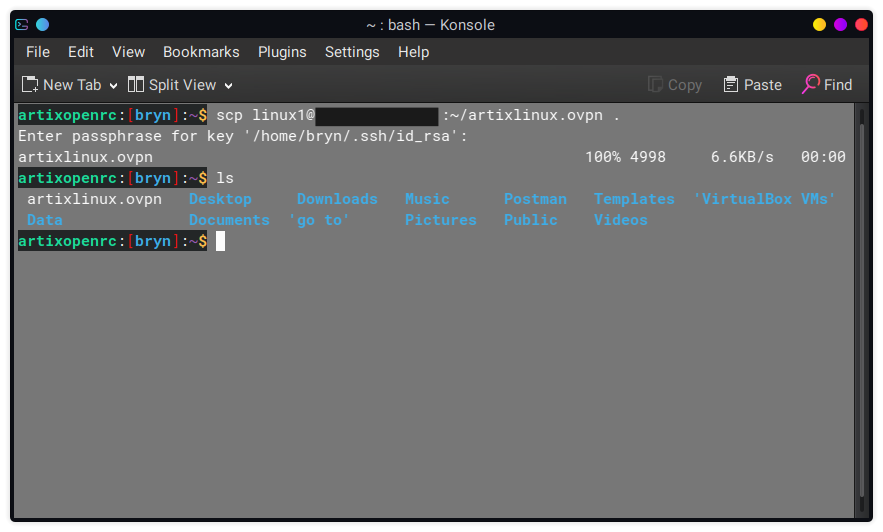 ~ : bash — Konsole
File Edit View Bookmarks Plugins Settings Help
New Tab Split View Copy Paste Find
artixopenrc:[bryn]:~$ scp linux1@ :~/artixlinux.ovpn .
Enter passphrase for key '/home/bryn/.ssh/id_rsa':
artixlinux.ovpn 100% 4998 6.6KB/s 00:00
artixopenrc:[bryn]:~$ ls
artixlinux.ovpn Desktop Downloads Music Postman Templates 'VirtualBox VMs'
Data Documents 'go to' Pictures Public Videos
artixopenrc:[bryn]:~$